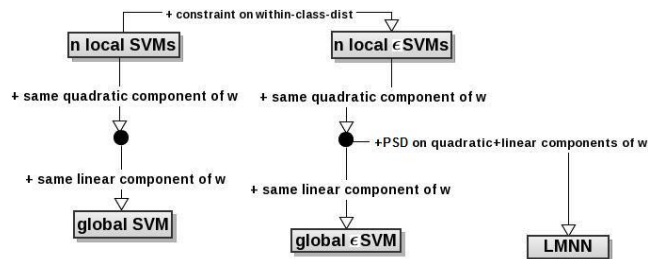 + constraint on within-class-dist
n local SVMs
n local ϵSVMs
+ same quadratic component of w
+ same quadratic component of w
+PSD on quadratic+linear components of w
+ same linear component of w
+ same linear component of w
global SVM
global ϵSVM
LMNN